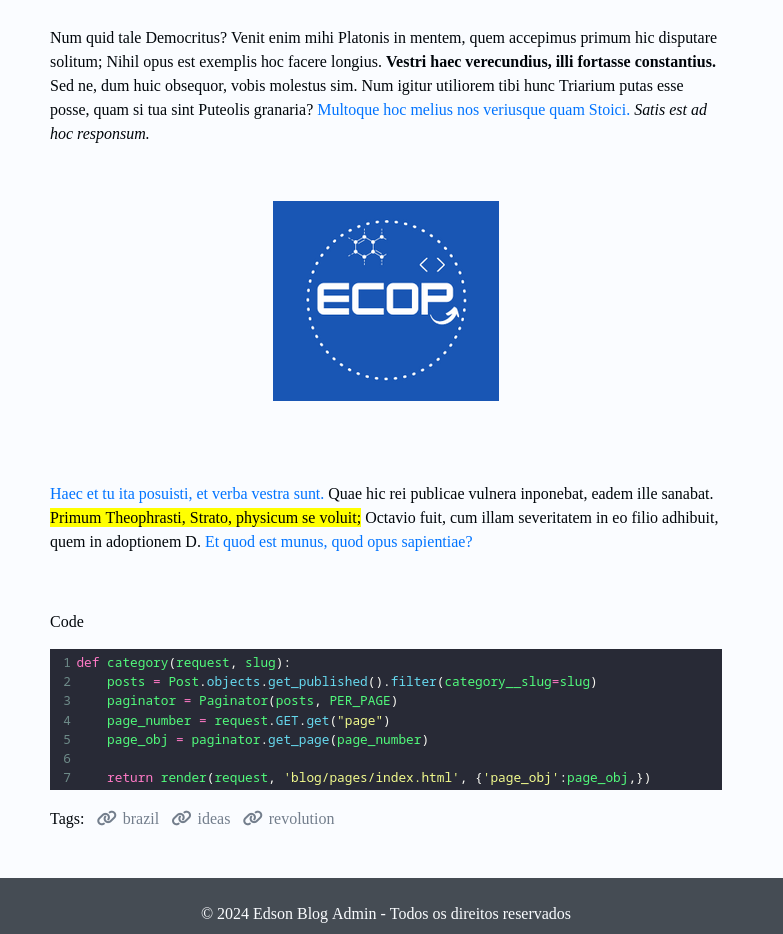 Num quid tale Democritus? Venit enim mihi Platonis in mentem, quem accepimus primum hic disputare
solitum; Nihil opus est exemplis hoc facere longius. Vestri haec verecundius, illi fortasse constantius.
Sed ne, dum huic obsequor, vobis molestus sim. Num igitur utiliorem tibi hunc Triarium putas esse
posse, quam si tua sint Puteolis granaria? Multoque hoc melius nos veriusque quam Stoici. Satis est ad
hoc responsum.
< >
ECOP
Haec et tu ita posuisti, et verba vestra sunt. Quae hic rei publicae vulnera inponebat, eadem ille sanabat.
Primum Theophrasti, Strato, physicum se voluit; Octavio fuit, cum illam severitatem in eo filio adhibuit,
quem in adoptionem D. Et quod est munus, quod opus sapientiae?
Code
1 def category(request, slug):
2     posts = Post.objects.get_published().filter(category__slug=slug)
3     paginator = Paginator(posts, PER_PAGE)
4     page_number = request.GET.get("page")
5     page_obj = paginator.get_page(page_number)
6
7     return render(request, 'blog/pages/index.html', {'page_obj':page_obj,})
Tags: brazil ideas revolution
© 2024 Edson Blog Admin - Todos os direitos reservados